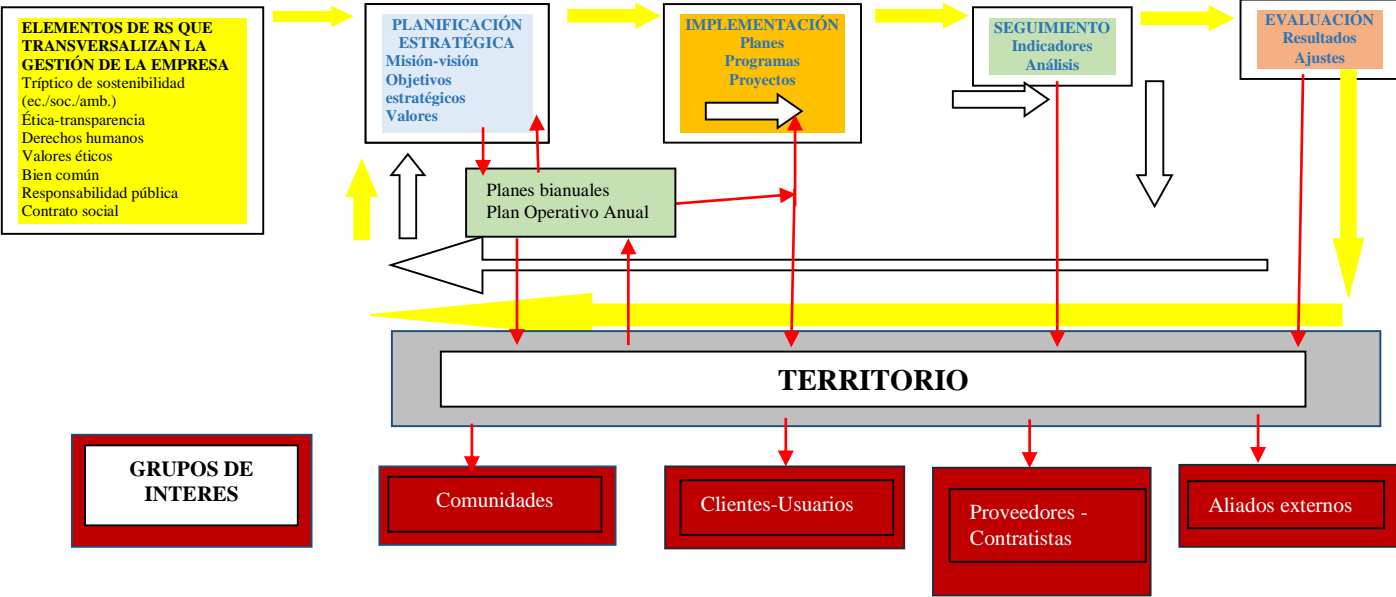 ELEMENTOS DE RS QUE
TRANSVERSALIZAN LA
GESTIÓN DE LA EMPRESA
Tríptico de sostenibilidad
(ec./soc./amb.)
Ética-transparencia
Derechos humanos
Valores éticos
Bien común
Responsabilidad pública
Contrato social
PLANIFICACIÓN
ESTRATÉGICA
Misión-visión
Objetivos
estratégicos
Valores
IMPLEMENTACIÓN
Planes
Programas
Proyectos
SEGUIMIENTO
Indicadores
Análisis
EVALUACIÓN
Resultados
Ajustes
Planes bianuales
Plan Operativo Anual
TERRITORIO
GRUPOS DE
INTERES
Comunidades
Clientes-Usuarios
Proveedores -
Contratistas
Aliados externos